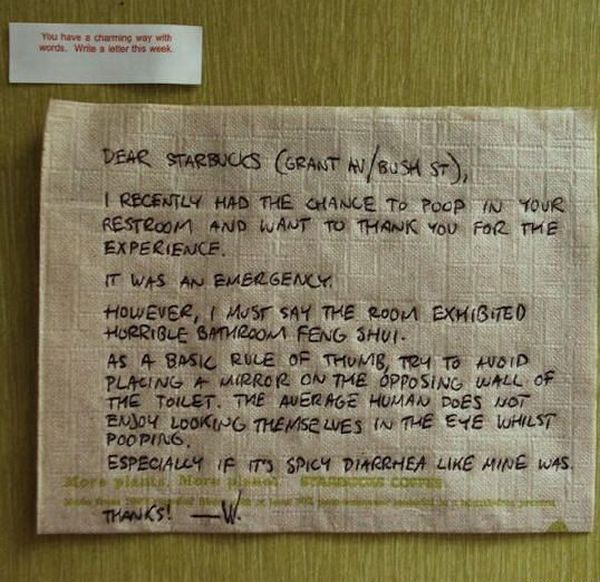 You have a charming way with
words. Write a letter this week.
DEAR STARBUCKS (GRANT AV/BUSH ST),
I RECENTLY HAD THE CHANCE TO POOP IN YOUR
RESTROOM AND WANT TO THANK YOU FOR THE
EXPERIENCE.
IT WAS AN EMERGENCY.
HOWEVER, I MUST SAY THE ROOM EXHIBITED
HORRIBLE BATHROOM FENG SHUI.
AS A BASIC RULE OF THUMB, TRY TO AVOID
PLACING A MIRROR ON THE OPPOSING WALL OF
THE TOILET. THE AVERAGE HUMAN DOES NOT
ENJOY LOOKING THEMSELVES IN THE EYE WHILST
POOPING.
ESPECIALLY IF IT'S SPICY DIARRHEA LIKE MINE WAS.
More plants. More planet. STARBUCKS COFFEE
THANKS! —W.